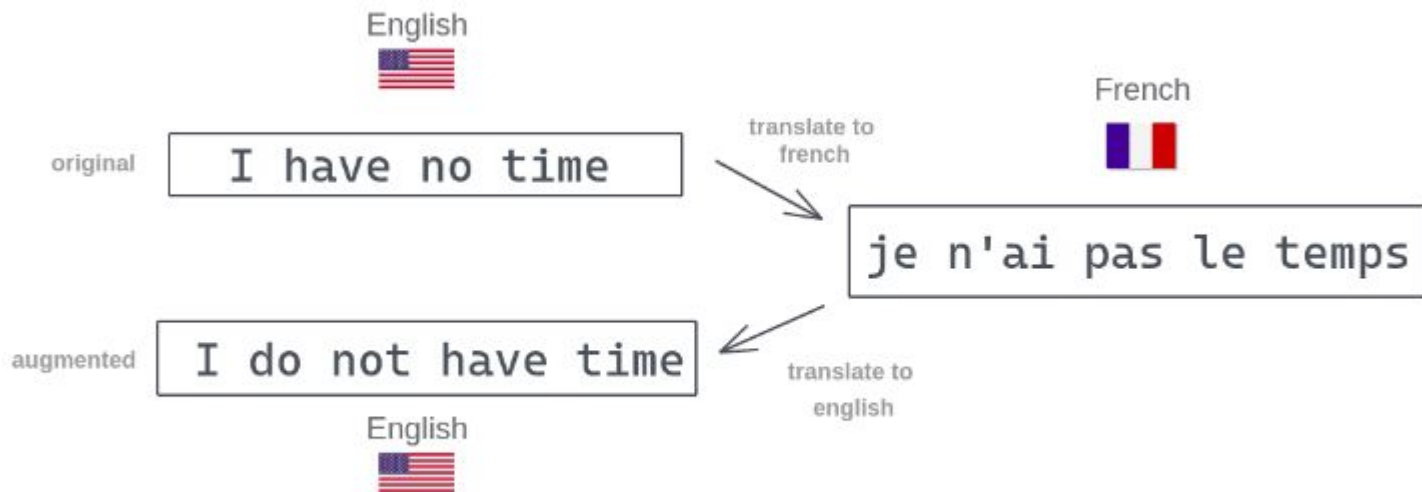 English
original
I have no time
translate to
french
French
je n'ai pas le temps
translate to
english
augmented
I do not have time
English